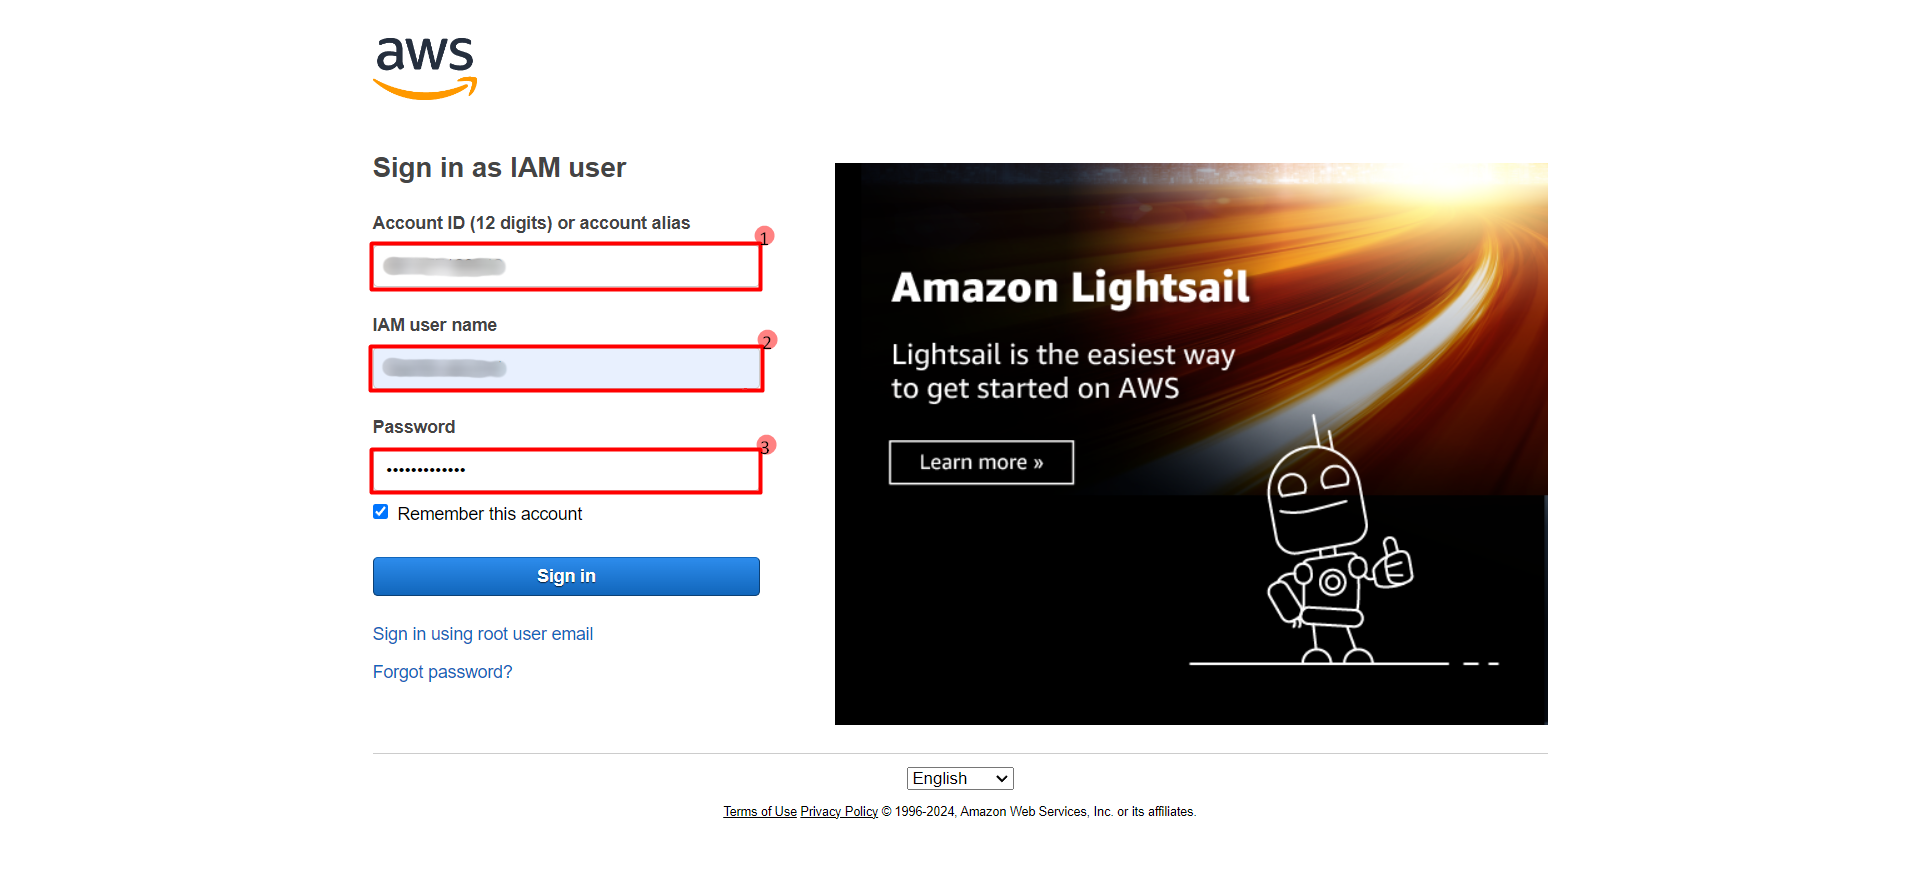 aws
Sign in as IAM user
Account ID (12 digits) or account alias
1
IAM user name
2
Password
3
•••••••••••••
Remember this account
Sign in
Sign in using root user email
Forgot password?
Amazon Lightsail
Lightsail is the easiest way
to get started on AWS
Learn more »
English
Terms of Use Privacy Policy © 1996-2024, Amazon Web Services, Inc. or its affiliates.